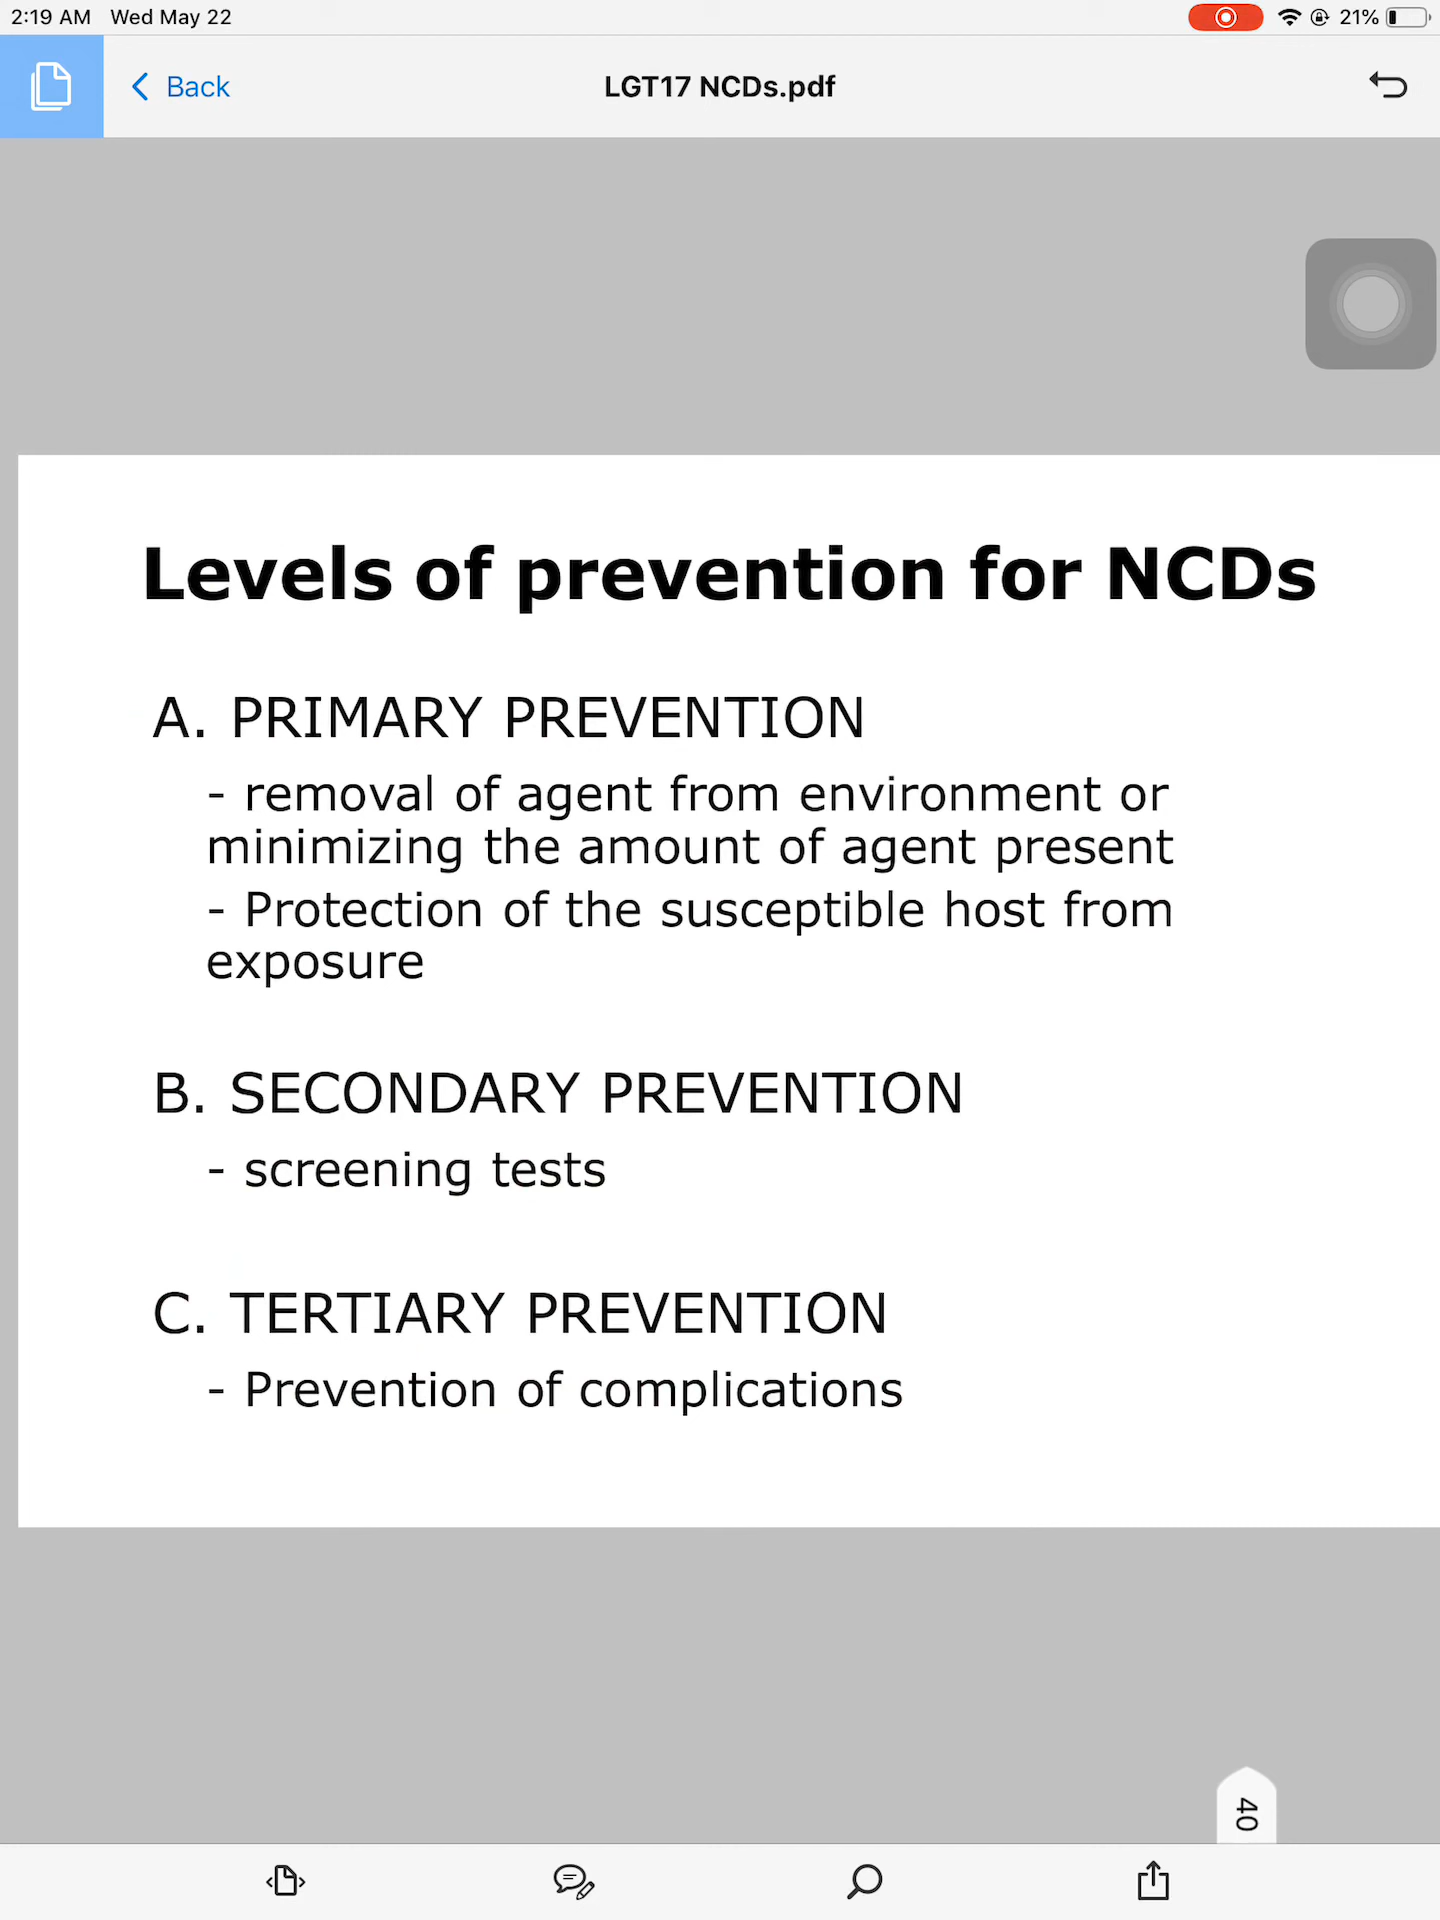 2:19 AM Wed May 22
21%
Back
LGT17 NCDs.pdf
Levels of prevention for NCDs
A. PRIMARY PREVENTION
- removal of agent from environment or
minimizing the amount of agent present
- Protection of the susceptible host from
exposure
B. SECONDARY PREVENTION
- screening tests
C. TERTIARY PREVENTION
- Prevention of complications
40